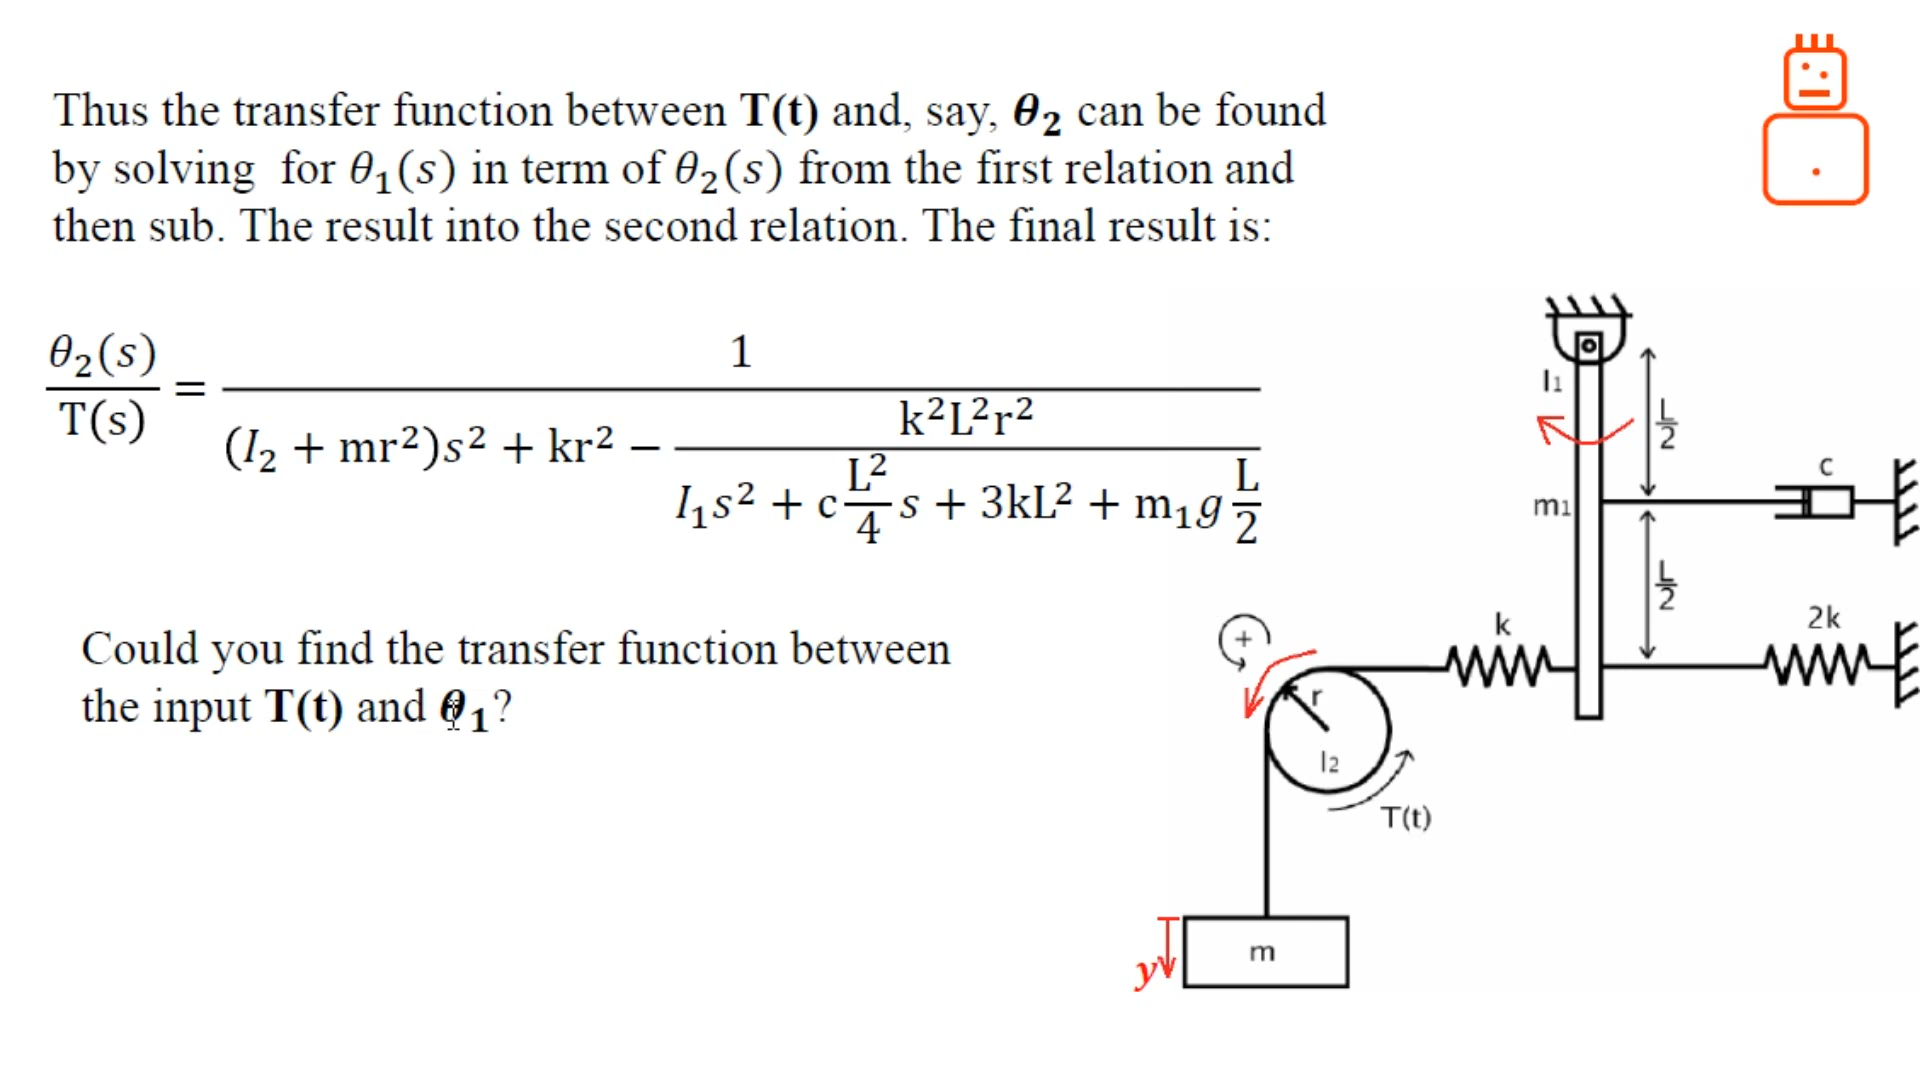 Thus the transfer function between T(t) and, say, θ₂ can be found
by solving for θ₁(s) in term of θ₂(s) from the first relation and
then sub. The result into the second relation. The final result is:
θ₂(s)/T(s) = 1/((I₂ + mr²)s² + kr² − k²L²r²/(I₁s² + c L²/4 s + 3kL² + m₁g L/2))
Could you find the transfer function between
the input T(t) and θ₁?
I₁
L/2
c
m₁
L/2
k
2k
+
r
I₂
T(t)
m
y